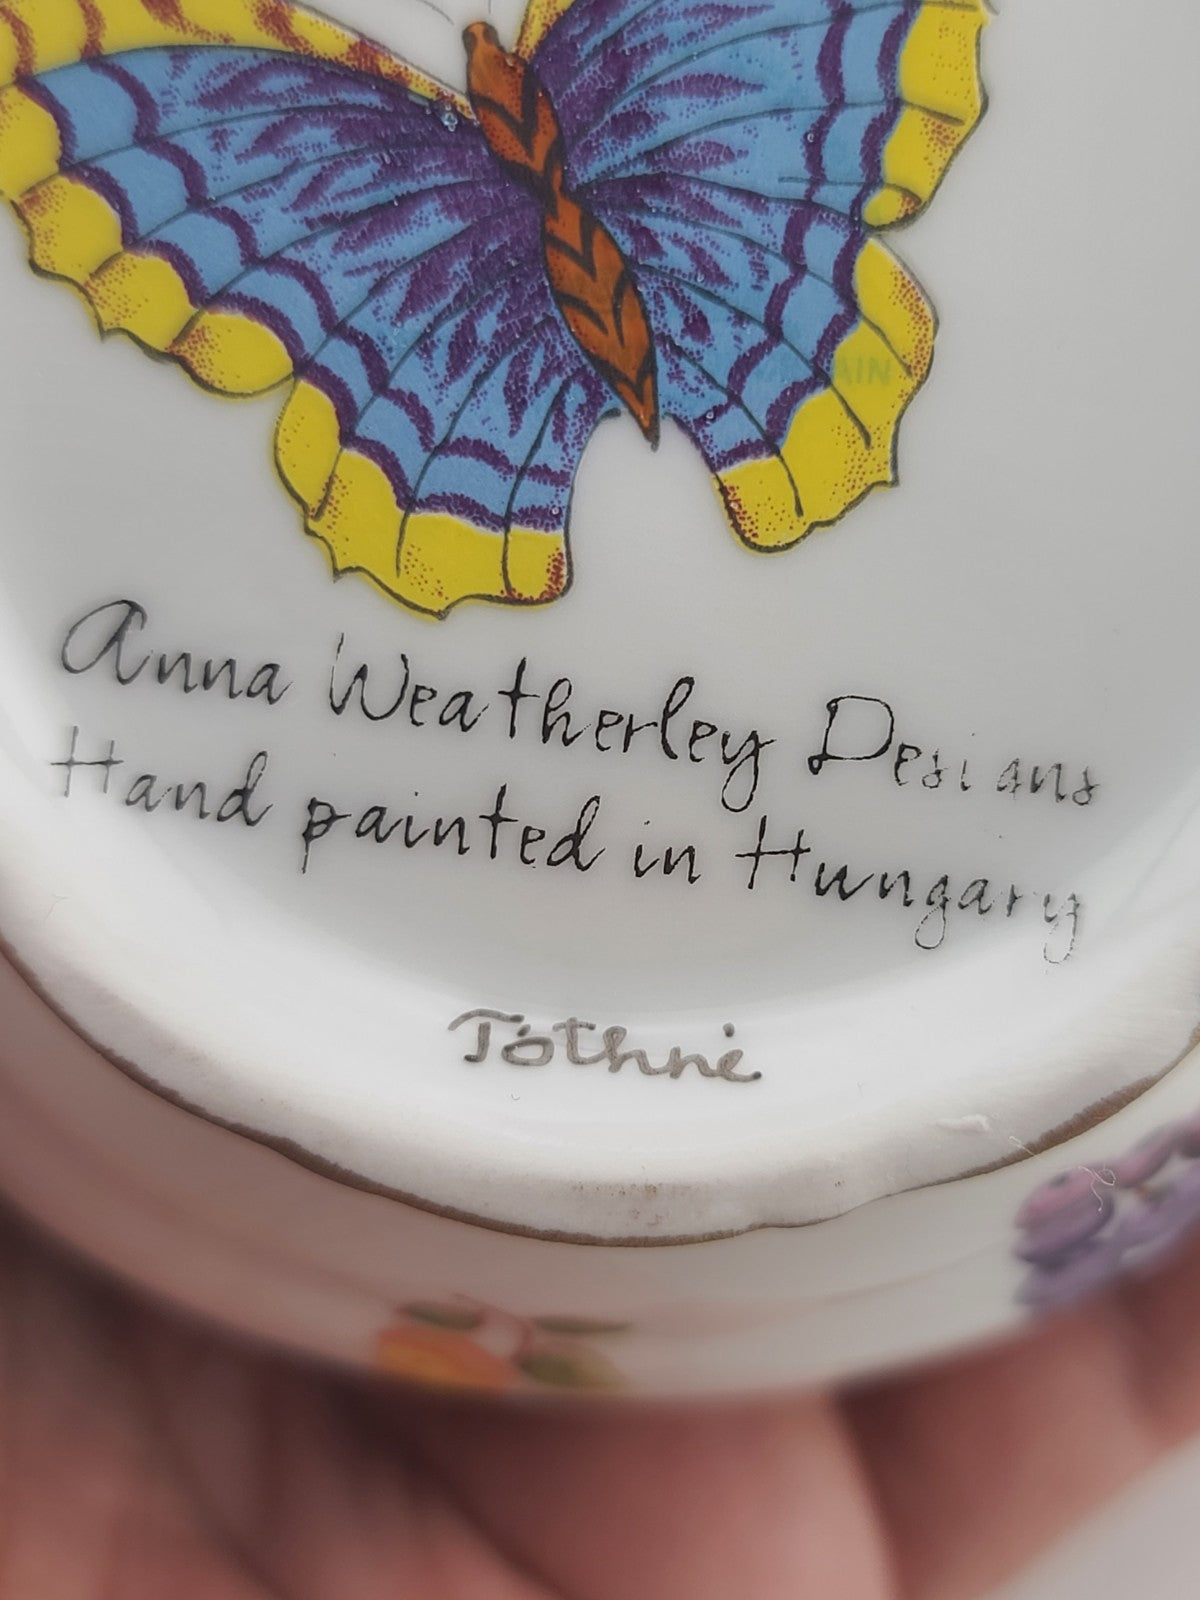 Anna Weatherley Designs
Hand painted in Hungary
Tóthné